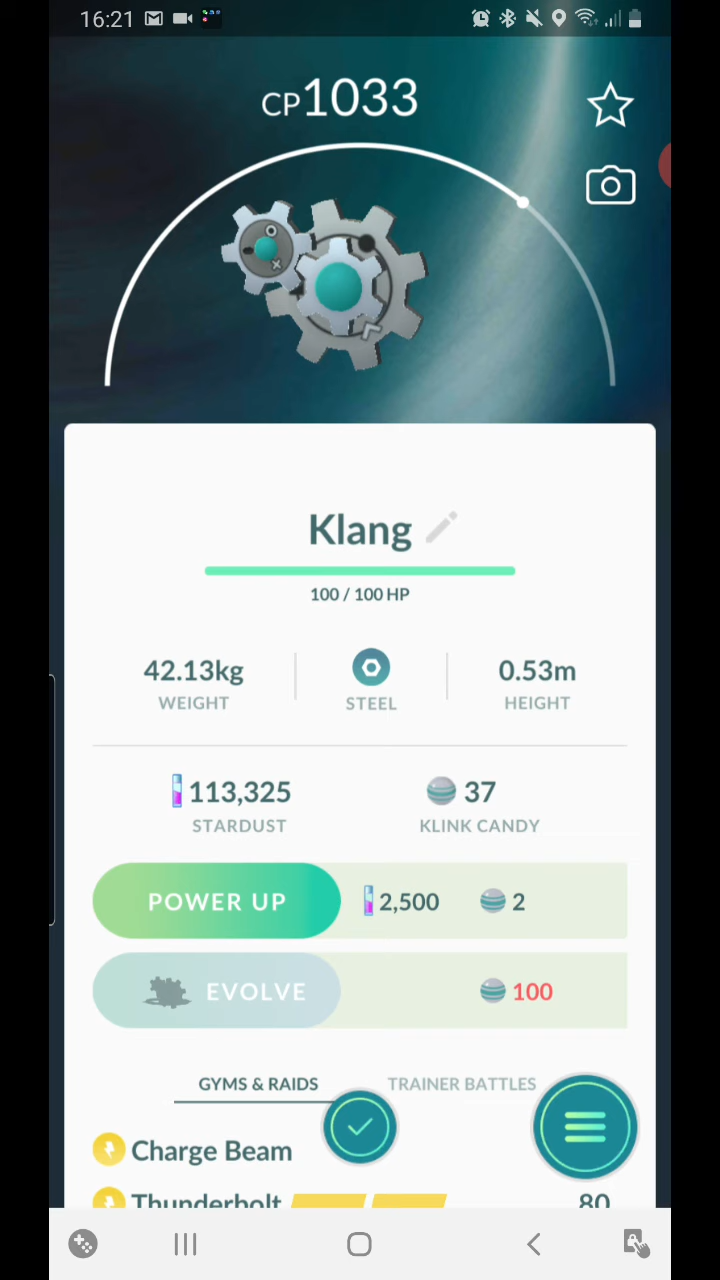 16:21
CP1033
Klang
100 / 100 HP
42.13kg
WEIGHT
STEEL
0.53m
HEIGHT
113,325
STARDUST
37
KLINK CANDY
POWER UP 2,500 2
EVOLVE 100
GYMS & RAIDS TRAINER BATTLES
Charge Beam
Thunderbolt 80